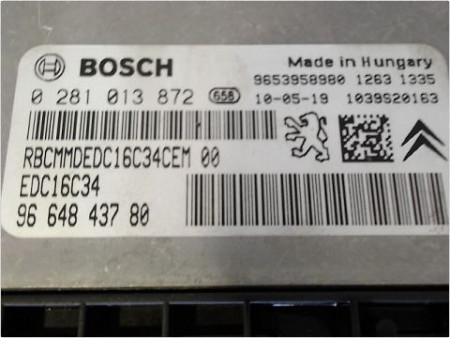 BOSCH
Made in Hungary
9653958980 1263 1335
0 281 013 872 658 10-05-19 1039S20163
RBCMMDEDC16C34CEM 00
EDC16C34
96 648 437 80